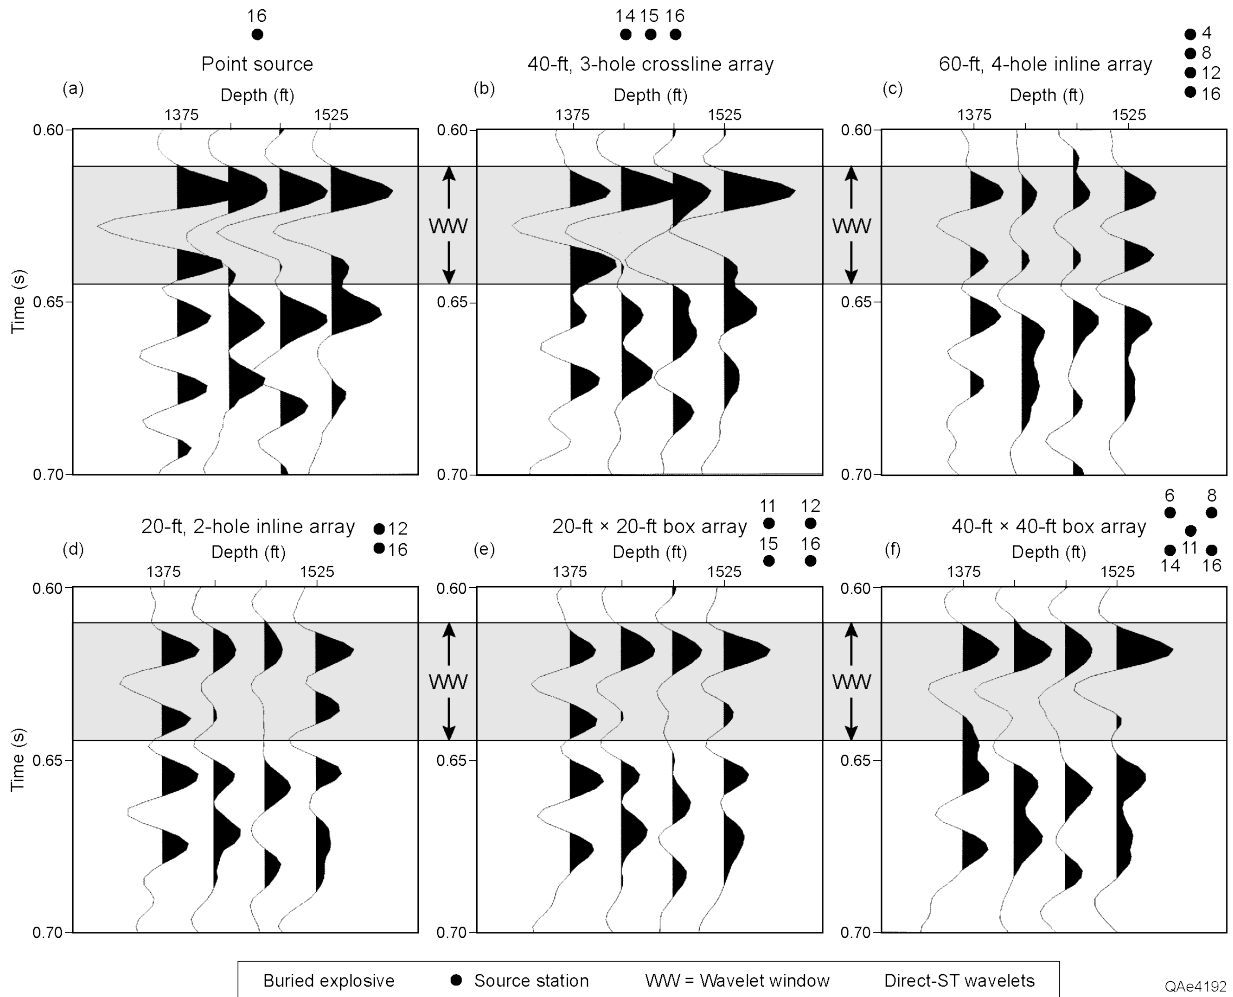 16
Point source
(a)
Depth (ft)
1375 1525
0.60
0.65
0.70
Time (s)
WW
14 15 16
40-ft, 3-hole crossline array
(b)
Depth (ft)
1375 1525
0.60
0.65
0.70
WW
4
8
12
16
60-ft, 4-hole inline array
(c)
Depth (ft)
1375 1525
0.60
0.65
0.70
20-ft, 2-hole inline array
12
16
(d)
Depth (ft)
1375 1525
0.60
0.65
0.70
Time (s)
WW
11 12
20-ft × 20-ft box array
15 16
(e)
Depth (ft)
1375 1525
0.60
0.65
0.70
WW
6 8
40-ft × 40-ft box array
11
14 16
(f)
Depth (ft)
1375 1525
0.60
0.65
0.70
Buried explosive Source station WW = Wavelet window Direct-ST wavelets
QAe4192